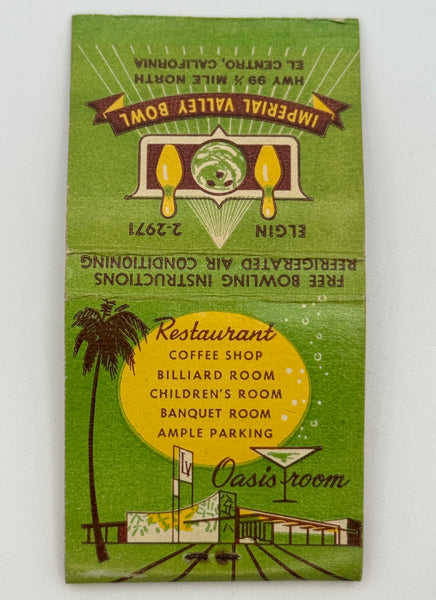 IMPERIAL VALLEY BOWL
HWY 99 ½ MILE NORTH
EL CENTRO, CALIFORNIA
ELGIN 2-2971
FREE BOWLING INSTRUCTIONS
REFRIGERATED AIR CONDITIONING
Restaurant
COFFEE SHOP
BILLIARD ROOM
CHILDREN'S ROOM
BANQUET ROOM
AMPLE PARKING
IV
Oasis room